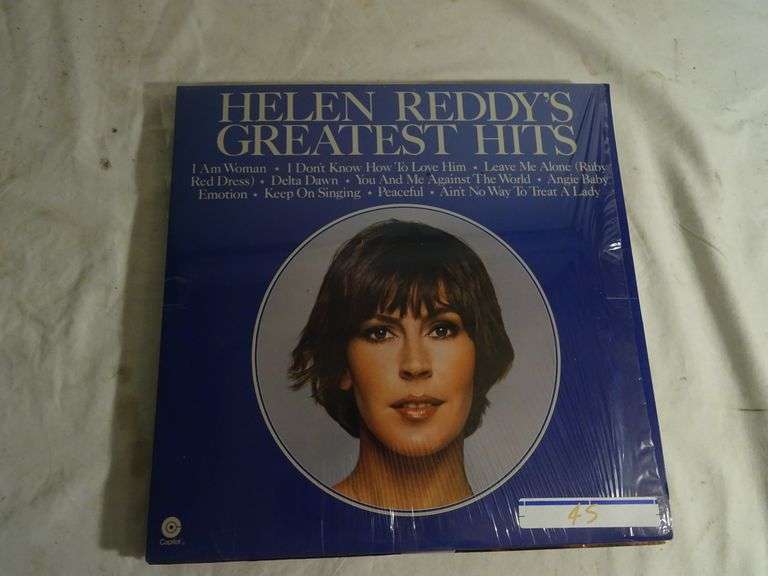 HELEN REDDY'S
GREATEST HITS
I Am Woman • I Don't Know How To Love Him • Leave Me Alone (Ruby
Red Dress) • Delta Dawn • You And Me Against The World • Angie Baby
Emotion • Keep On Singing • Peaceful • Ain't No Way To Treat A Lady
Capitol
45